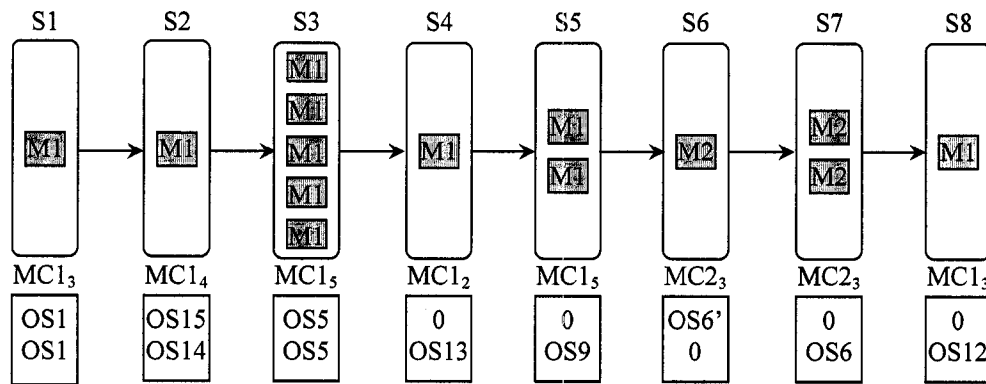 S1 S2 S3 S4 S5 S6 S7 S8
M1
M1
M1
M1
M1 M1 M1 M1 M1 M2 M2 M1
M1 M2
M1
M1
MC1₃ MC1₄ MC1₅ MC1₂ MC1₅ MC2₃ MC2₃ MC1₃
OS1 OS15 OS5 0 0 OS6’ 0 0
OS1 OS14 OS5 OS13 OS9 0 OS6 OS12